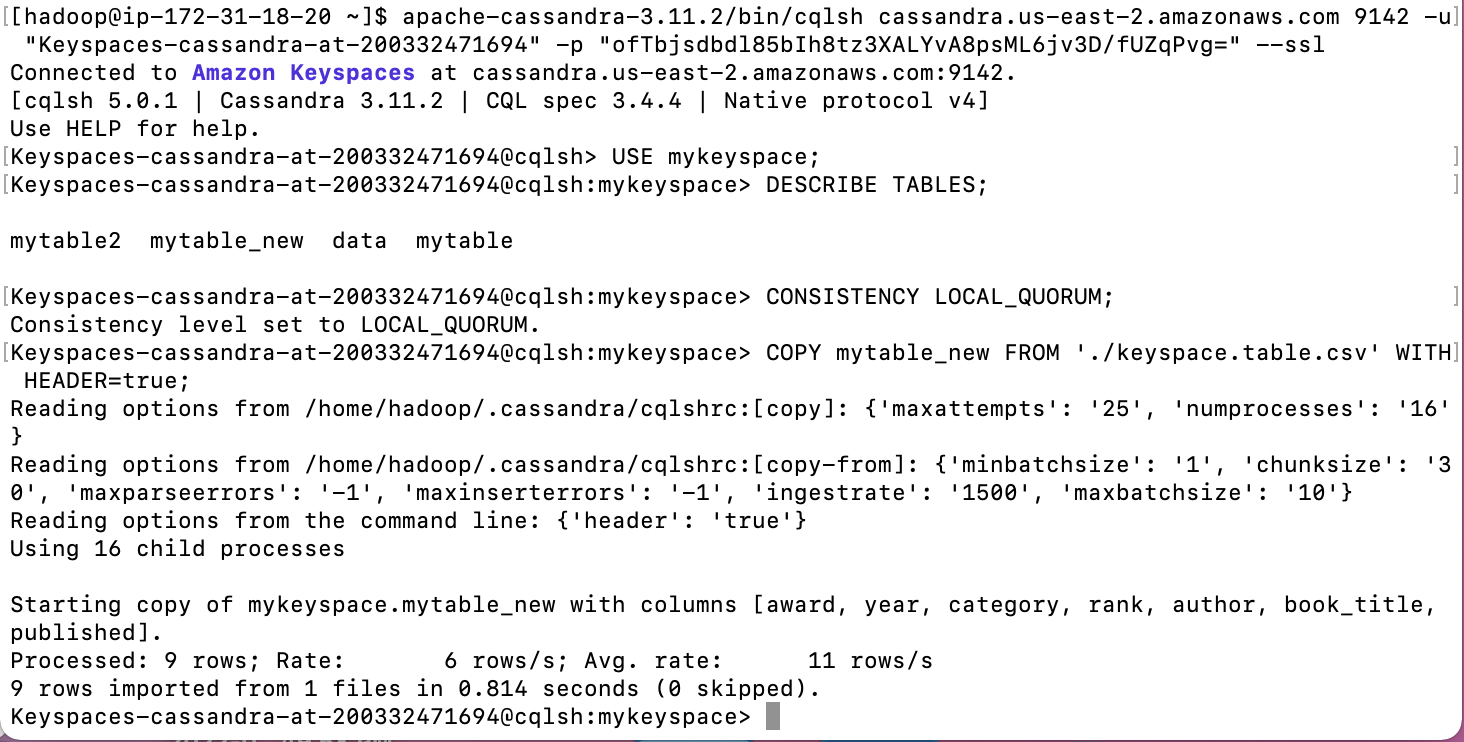 [[hadoop@ip-172-31-18-20 ~]$ apache-cassandra-3.11.2/bin/cqlsh cassandra.us-east-2.amazonaws.com 9142 -u]
"Keyspaces-cassandra-at-200332471694" -p "ofTbjsdbdl85bIh8tz3XALYvA8psML6jv3D/fUZqPvg=" --ssl
Connected to Amazon Keyspaces at cassandra.us-east-2.amazonaws.com:9142.
[cqlsh 5.0.1 | Cassandra 3.11.2 | CQL spec 3.4.4 | Native protocol v4]
Use HELP for help.
[Keyspaces-cassandra-at-200332471694@cqlsh> USE mykeyspace; ]
[Keyspaces-cassandra-at-200332471694@cqlsh:mykeyspace> DESCRIBE TABLES; ]
mytable2  mytable_new  data  mytable
[Keyspaces-cassandra-at-200332471694@cqlsh:mykeyspace> CONSISTENCY LOCAL_QUORUM; ]
Consistency level set to LOCAL_QUORUM.
[Keyspaces-cassandra-at-200332471694@cqlsh:mykeyspace> COPY mytable_new FROM './keyspace.table.csv' WITH]
HEADER=true;
Reading options from /home/hadoop/.cassandra/cqlshrc:[copy]: {'maxattempts': '25', 'numprocesses': '16'
}
Reading options from /home/hadoop/.cassandra/cqlshrc:[copy-from]: {'minbatchsize': '1', 'chunksize': '3
0', 'maxparseerrors': '-1', 'maxinserterrors': '-1', 'ingestrate': '1500', 'maxbatchsize': '10'}
Reading options from the command line: {'header': 'true'}
Using 16 child processes
Starting copy of mykeyspace.mytable_new with columns [award, year, category, rank, author, book_title,
published].
Processed: 9 rows; Rate:       6 rows/s; Avg. rate:      11 rows/s
9 rows imported from 1 files in 0.814 seconds (0 skipped).
Keyspaces-cassandra-at-200332471694@cqlsh:mykeyspace>